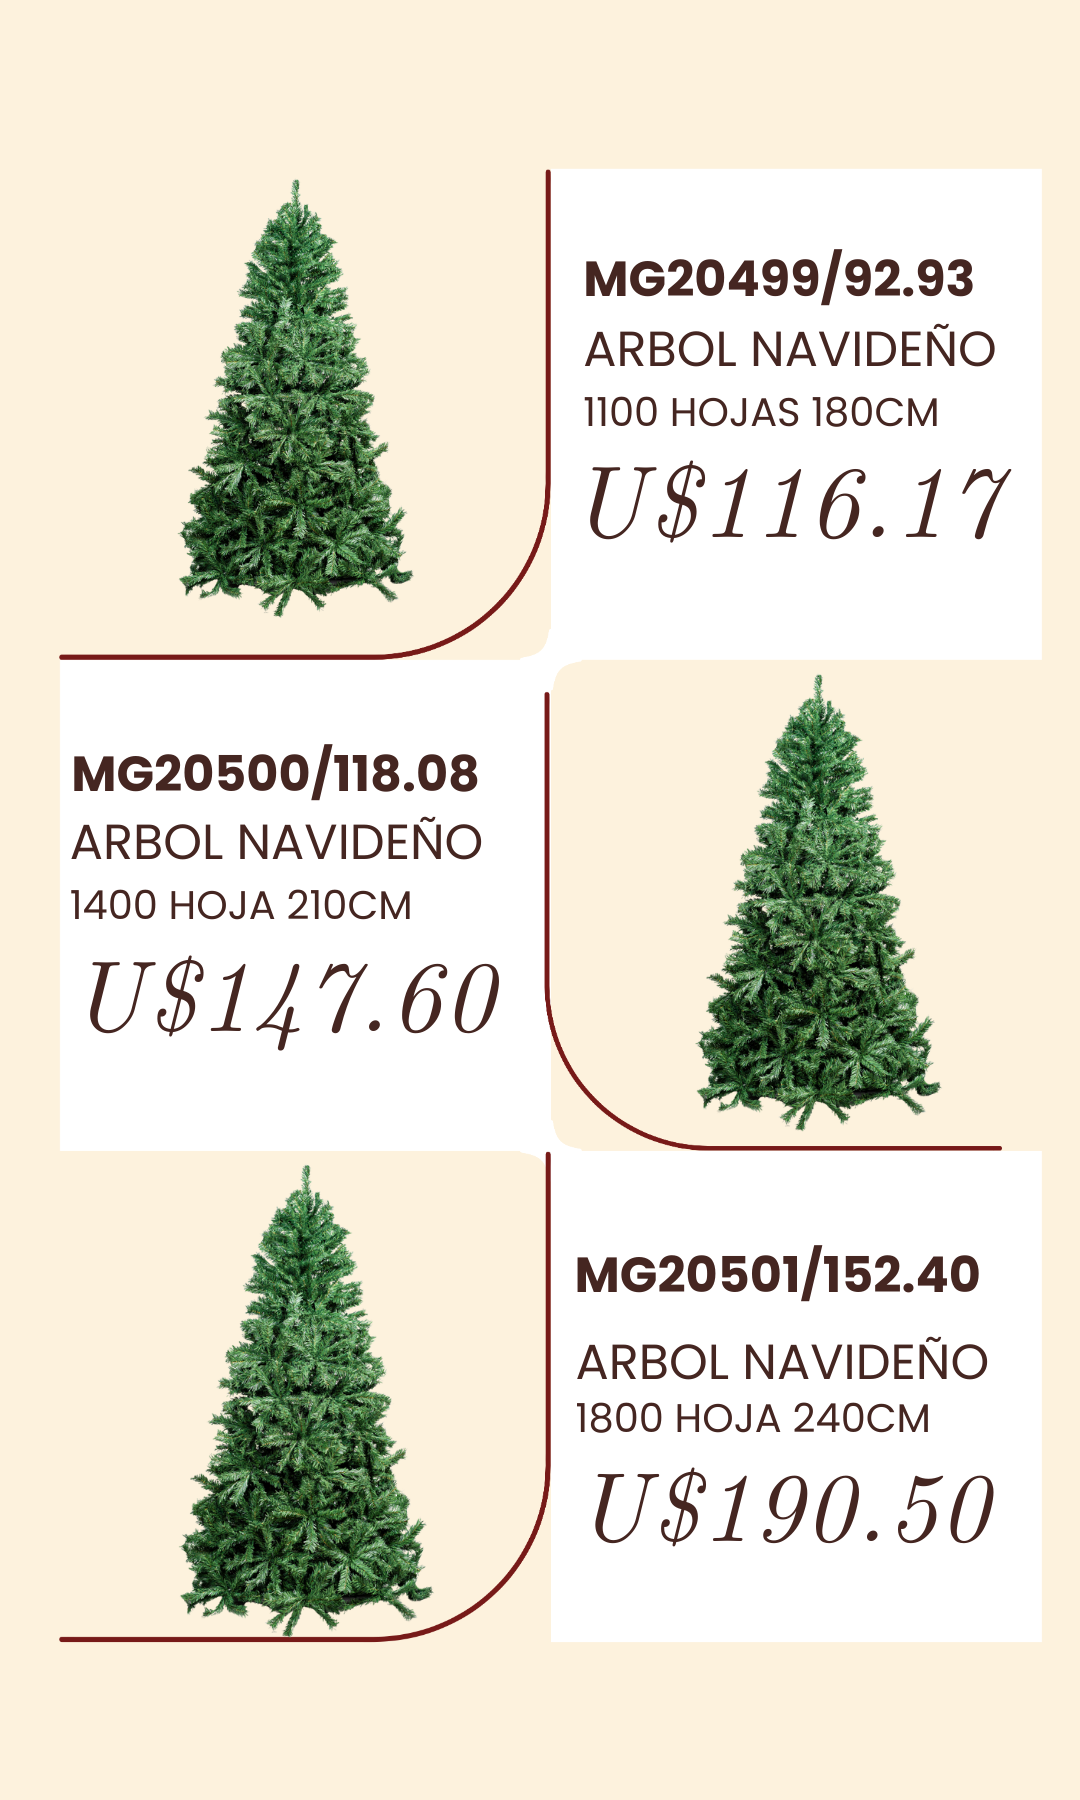 MG20499/92.93
ARBOL NAVIDEÑO
1100 HOJAS 180CM
U$116.17
MG20500/118.08
ARBOL NAVIDEÑO
1400 HOJA 210CM
U$147.60
MG20501/152.40
ARBOL NAVIDEÑO
1800 HOJA 240CM
U$190.50